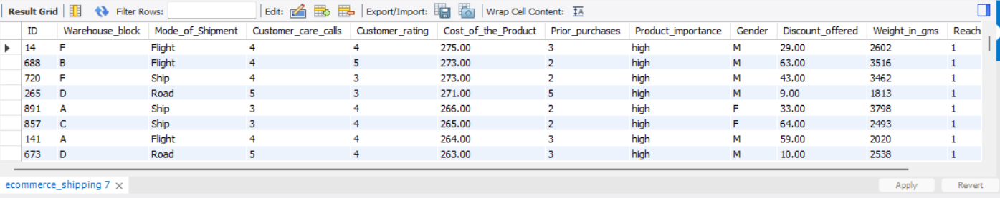 Result Grid Filter Rows: Edit: Export/Import: Wrap Cell Content: IA
ID Warehouse_block Mode_of_Shipment Customer_care_calls Customer_rating Cost_of_the_Product Prior_purchases Product_importance Gender Discount_offered Weight_in_gms Reach
14 F Flight 4 4 275.00 3 high M 29.00 2602 1
688 B Flight 4 5 273.00 2 high M 63.00 3516 1
720 F Ship 4 3 273.00 2 high M 43.00 3462 1
265 D Road 5 3 271.00 5 high M 9.00 1813 1
891 A Ship 3 4 266.00 2 high F 33.00 3798 1
857 C Ship 3 4 265.00 2 high F 64.00 2493 1
141 A Flight 4 4 264.00 3 high M 59.00 2020 1
673 D Road 5 4 263.00 3 high M 10.00 2538 1
ecommerce_shipping 7 Apply Revert